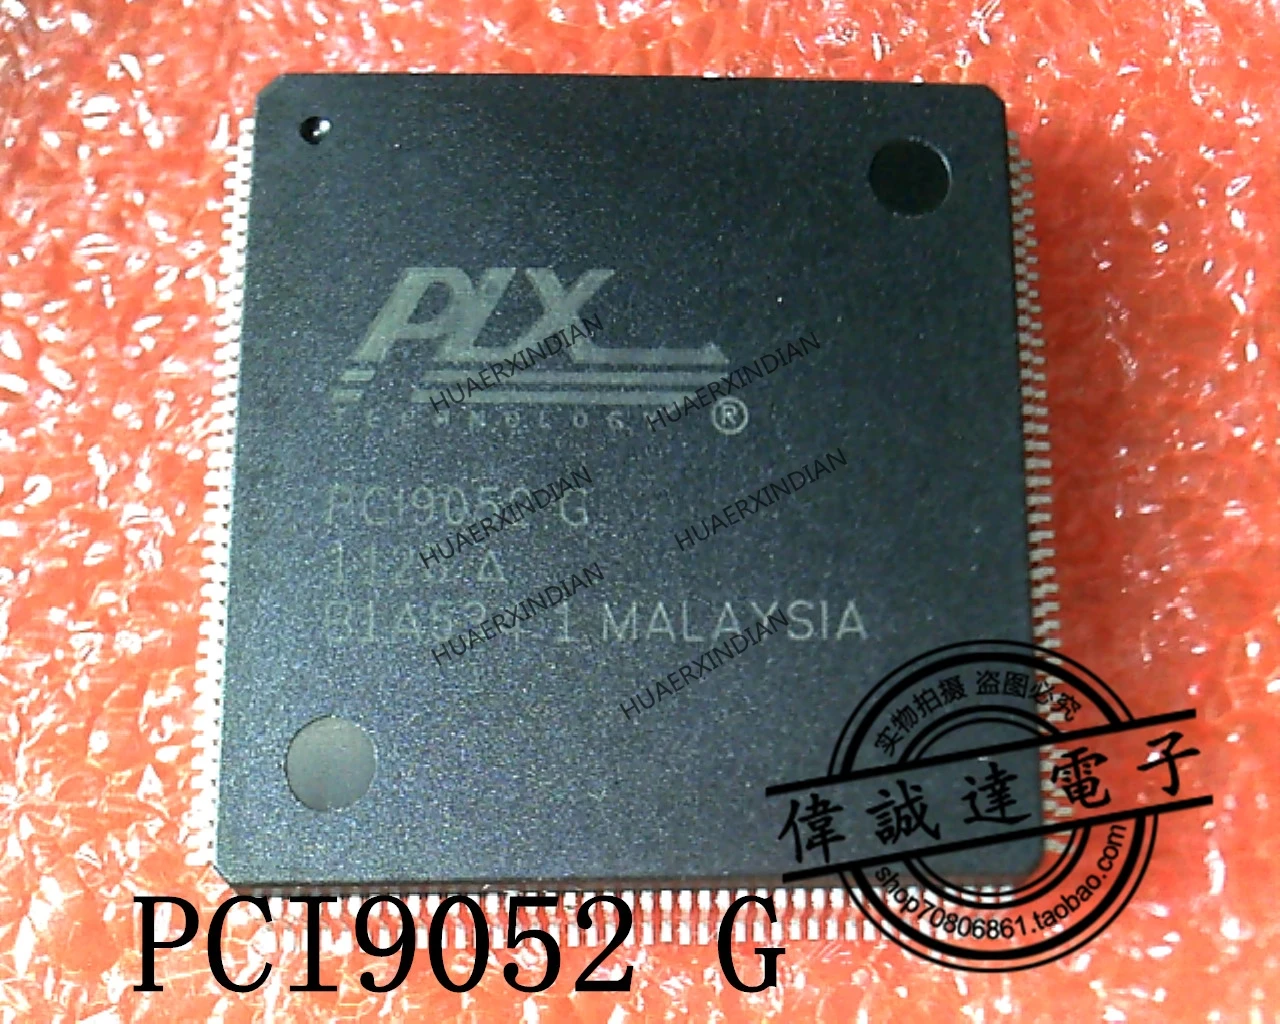 PLX
TECHNOLOGY ®
HUAERXINDIAN
HUAERXINDIAN
PCI9052 G
HUAERXINDIAN
HUAERXINDIAN
MALAYSIA
HUAERXINDIAN
HUAERXINDIAN
实物拍摄 盗图必究
偉誠達電子
shop70806861.taobao.com
PCI9052 G